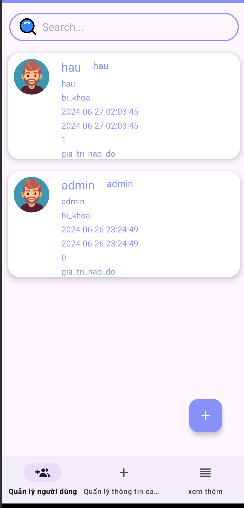 Search...
hau hau
hau
bi_khoa
2024-06-27 02:03:45
2024-06-27 02:03:45
1
gia_tri_nao_do
admin admin
admin
bi_khoa
2024-06-26 23:24:49
2024-06-26 23:24:49
0
gia_tri_nao_do
Quản lý người dùng Quản lý thông tin ca... xem thêm